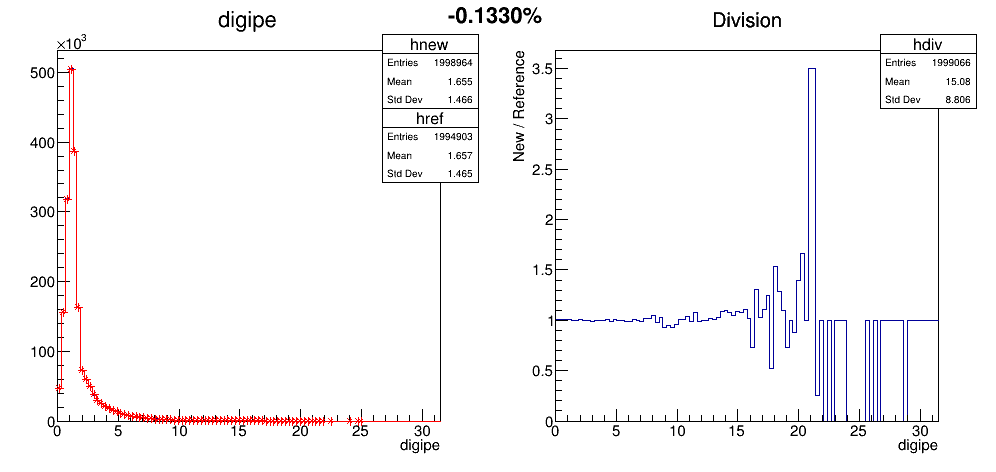 digipe
-0.1330%
Division
×10³
hnew
Entries 1998964
Mean 1.655
Std Dev 1.466
href
Entries 1994903
Mean 1.657
Std Dev 1.465
500
400
300
200
100
0
0 5 10 15 20 25 30
digipe
hdiv
Entries 1999066
Mean 15.08
Std Dev 8.806
New / Reference
3.5
3
2.5
2
1.5
1
0.5
0
0 5 10 15 20 25 30
digipe